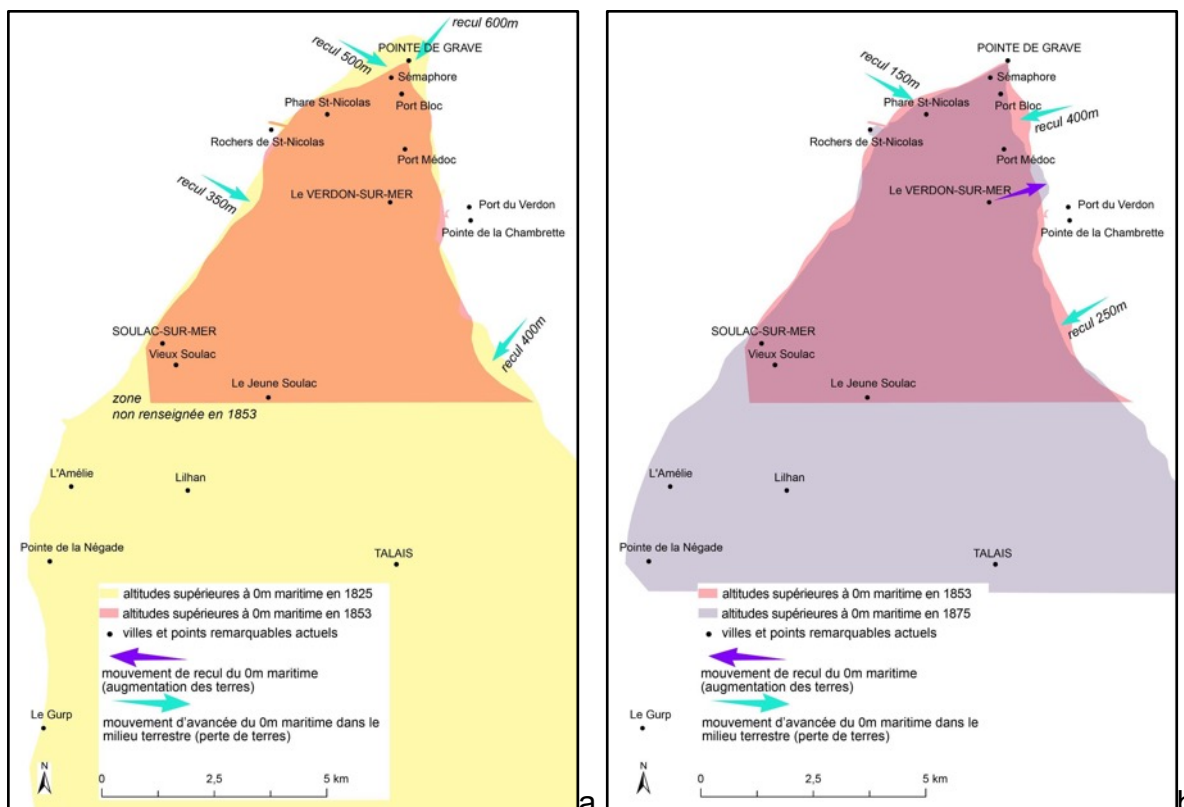 recul 600m
recul 500m
POINTE DE GRAVE
Sémaphore
Phare St-Nicolas
Port Bloc
Rochers de St-Nicolas
Port Médoc
recul 350m
Le VERDON-SUR-MER
Port du Verdon
Pointe de la Chambrette
SOULAC-SUR-MER
Vieux Soulac
recul 400m
Le Jeune Soulac
zone
non renseignée en 1853
L'Amélie
Lilhan
Pointe de la Négade
TALAIS
altitudes supérieures à 0m maritime en 1825
altitudes supérieures à 0m maritime en 1853
villes et points remarquables actuels
mouvement de recul du 0m maritime
(augmentation des terres)
mouvement d'avancée du 0m maritime dans le
milieu terrestre (perte de terres)
Le Gurp
N
0 2,5 5 km
a
POINTE DE GRAVE
recul 150m
Sémaphore
Phare St-Nicolas
Port Bloc
recul 400m
Rochers de St-Nicolas
Port Médoc
Le VERDON-SUR-MER
Port du Verdon
Pointe de la Chambrette
recul 250m
SOULAC-SUR-MER
Vieux Soulac
Le Jeune Soulac
L'Amélie
Lilhan
Pointe de la Négade
TALAIS
altitudes supérieures à 0m maritime en 1853
altitudes supérieures à 0m maritime en 1875
villes et points remarquables actuels
mouvement de recul du 0m maritime
(augmentation des terres)
mouvement d'avancée du 0m maritime dans le
milieu terrestre (perte de terres)
Le Gurp
N
0 2,5 5 km